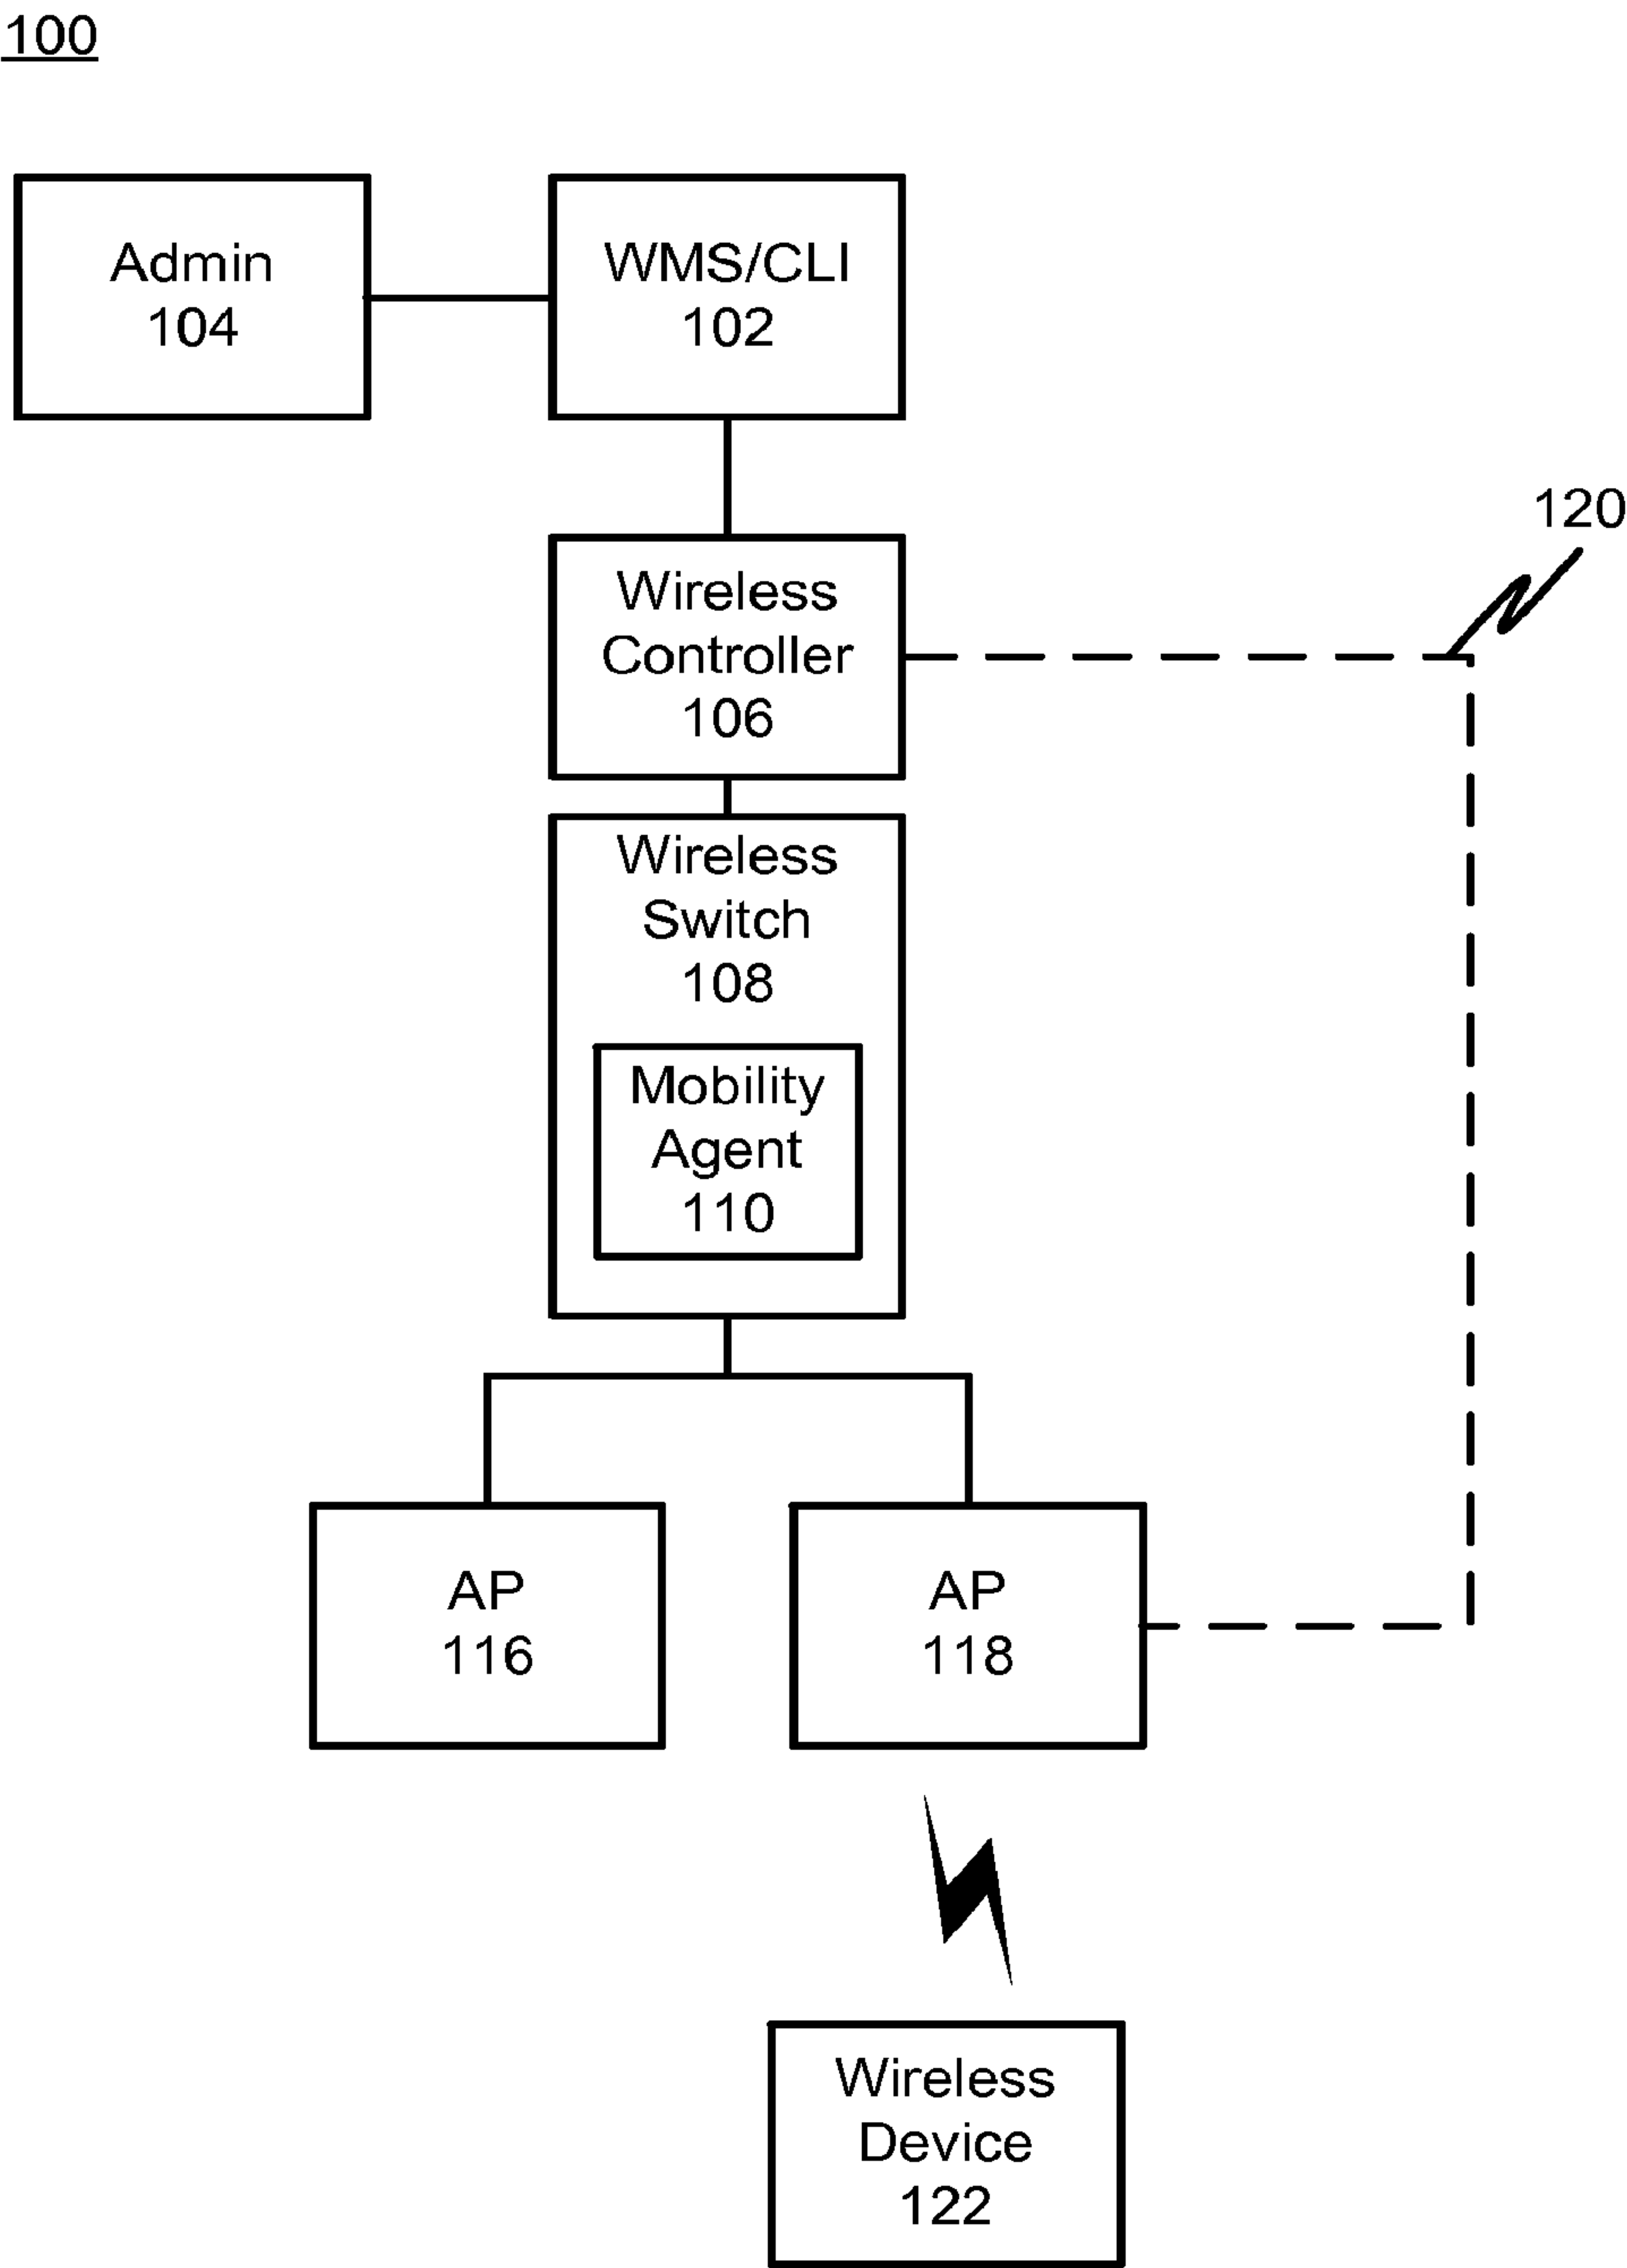 100
Admin
104
WMS/CLI
102
120
Wireless
Controller
106
Wireless
Switch
108
Mobility
Agent
110
AP
116
AP
118
Wireless
Device
122